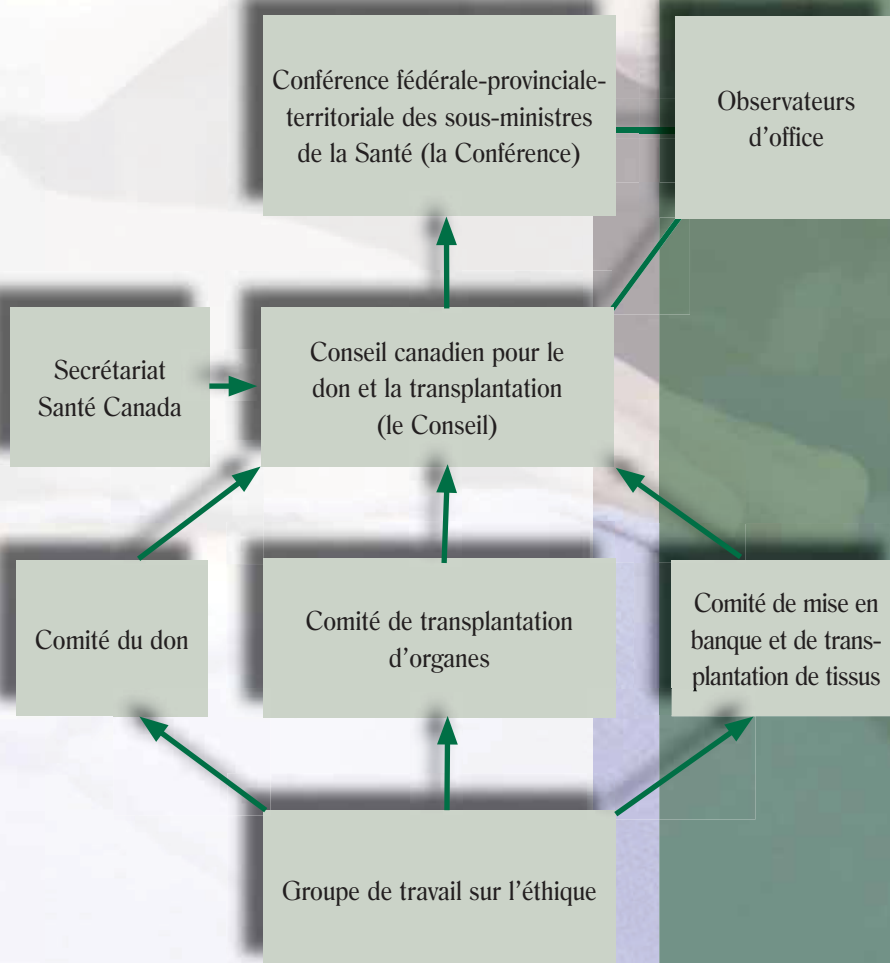 Conférence fédérale-provinciale-
territoriale des sous-ministres
de la Santé (la Conférence)
Observateurs
d’office
Secrétariat
Santé Canada
Conseil canadien pour le
don et la transplantation
(le Conseil)
Comité du don
Comité de transplantation
d’organes
Comité de mise en
banque et de trans-
plantation de tissus
Groupe de travail sur l’éthique